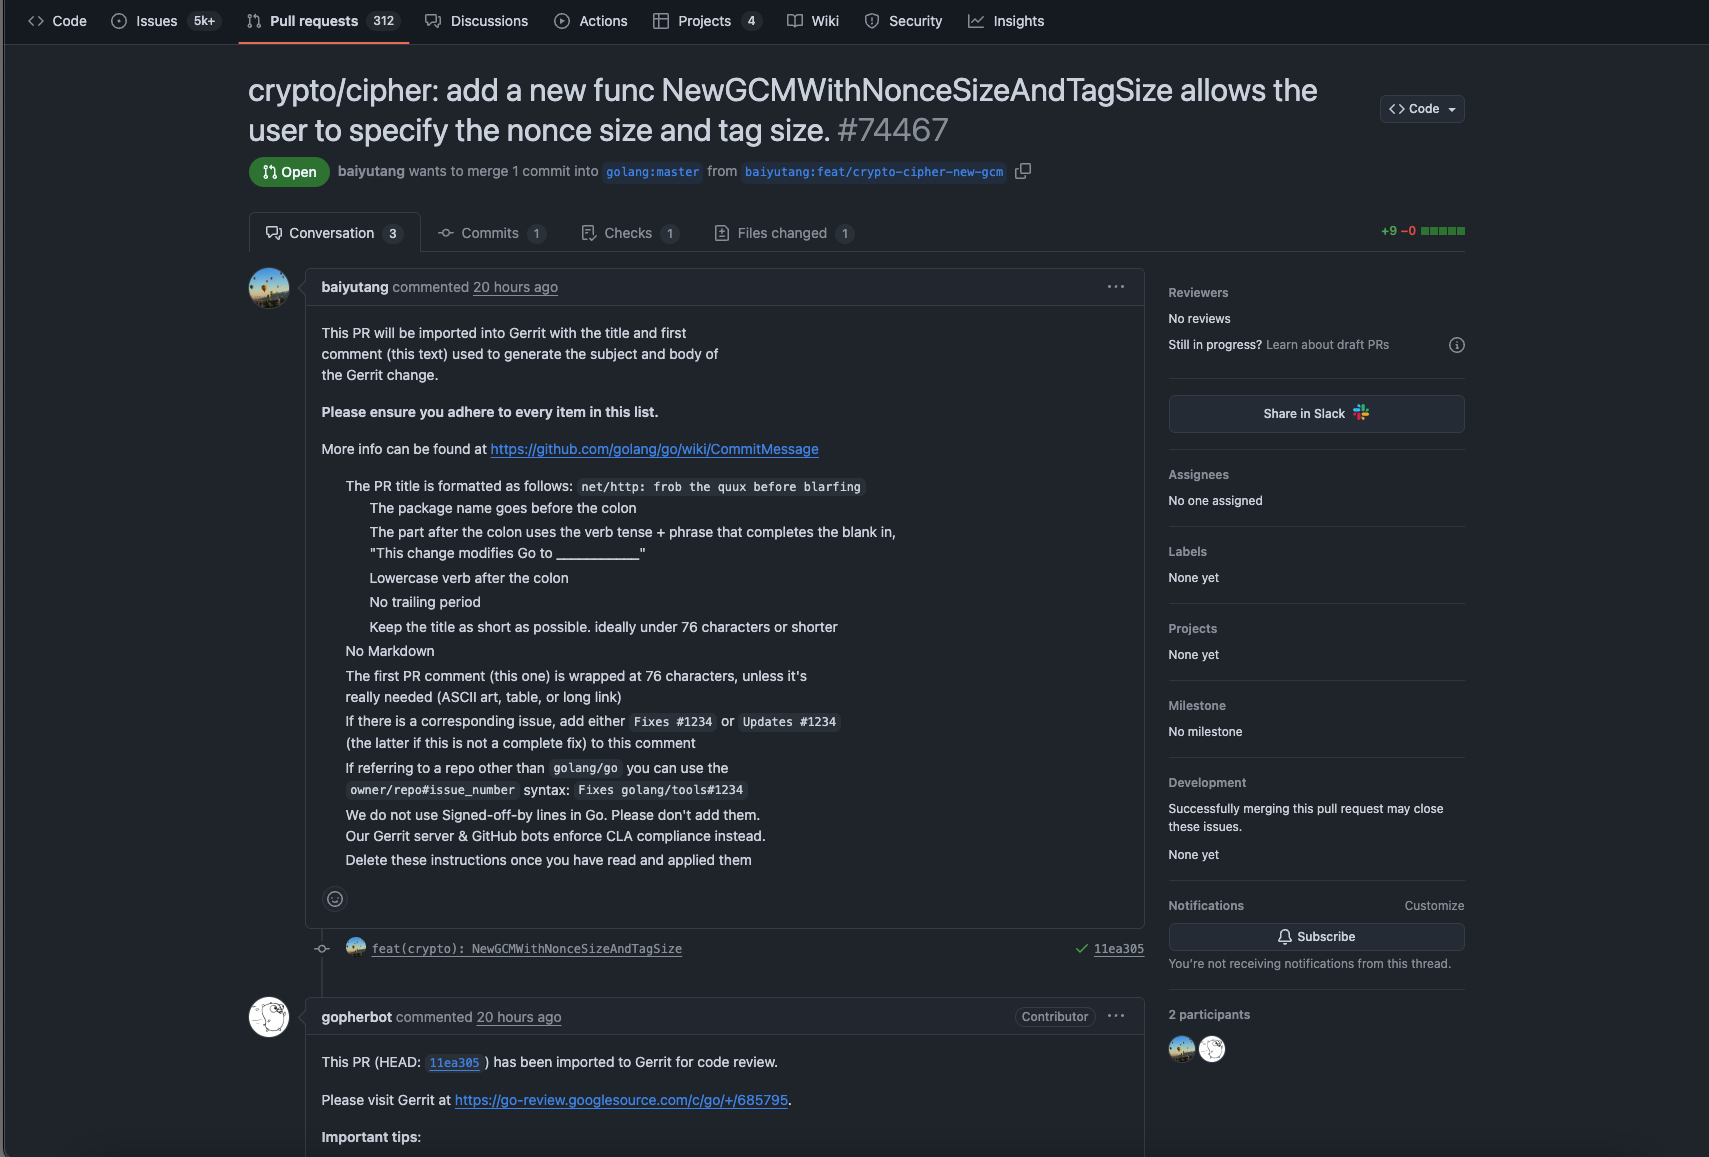 Code Issues 5k+ Pull requests 312 Discussions Actions Projects 4 Wiki Security Insights
crypto/cipher: add a new func NewGCMWithNonceSizeAndTagSize allows the
user to specify the nonce size and tag size. #74467
Code
Open baiyutang wants to merge 1 commit into golang:master from baiyutang:feat/crypto-cipher-new-gcm
Conversation 3 Commits 1 Checks 1 Files changed 1
+9 −0
baiyutang commented 20 hours ago
This PR will be imported into Gerrit with the title and first
comment (this text) used to generate the subject and body of
the Gerrit change.
Please ensure you adhere to every item in this list.
More info can be found at https://github.com/golang/go/wiki/CommitMessage
The PR title is formatted as follows: net/http: frob the quux before blarfing
The package name goes before the colon
The part after the colon uses the verb tense + phrase that completes the blank in,
"This change modifies Go to ___________"
Lowercase verb after the colon
No trailing period
Keep the title as short as possible. ideally under 76 characters or shorter
No Markdown
The first PR comment (this one) is wrapped at 76 characters, unless it's
really needed (ASCII art, table, or long link)
If there is a corresponding issue, add either Fixes #1234 or Updates #1234
(the latter if this is not a complete fix) to this comment
If referring to a repo other than golang/go you can use the
owner/repo#issue_number syntax: Fixes golang/tools#1234
We do not use Signed-off-by lines in Go. Please don't add them.
Our Gerrit server & GitHub bots enforce CLA compliance instead.
Delete these instructions once you have read and applied them
feat(crypto): NewGCMWithNonceSizeAndTagSize 11ea305
gopherbot commented 20 hours ago Contributor
This PR (HEAD: 11ea305 ) has been imported to Gerrit for code review.
Please visit Gerrit at https://go-review.googlesource.com/c/go/+/685795.
Important tips:
Reviewers
No reviews
Still in progress? Learn about draft PRs
Share in Slack
Assignees
No one assigned
Labels
None yet
Projects
None yet
Milestone
No milestone
Development
Successfully merging this pull request may close
these issues.
None yet
Notifications Customize
Subscribe
You're not receiving notifications from this thread.
2 participants